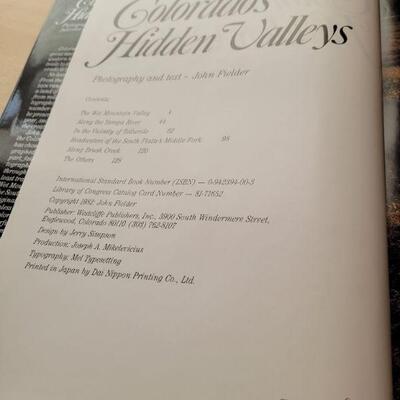 Colorado's
Hidden Valleys
Photography and text - John Fielder
Contents:
The Wet Mountain Valley 4
Along the Yampa River 44
In the Vicinity of Telluride 62
Headwaters of the South Platte's Middle Fork 98
Along Brush Creek 120
The Others 128
International Standard Book Number (ISBN) — 0-942394-00-3
Library of Congress Catalog Card Number — 81-71652
Copyright 1982: John Fielder
Publisher: Westcliffe Publishers, Inc., 3900 South Windermere Street,
Englewood, Colorado 80110 (303) 762-8107
Design by Jerry Simpson
Production: Joseph A. Mikelevicius
Typography: Mel Typesetting
Printed in Japan by Dai Nippon Printing Co., Ltd.